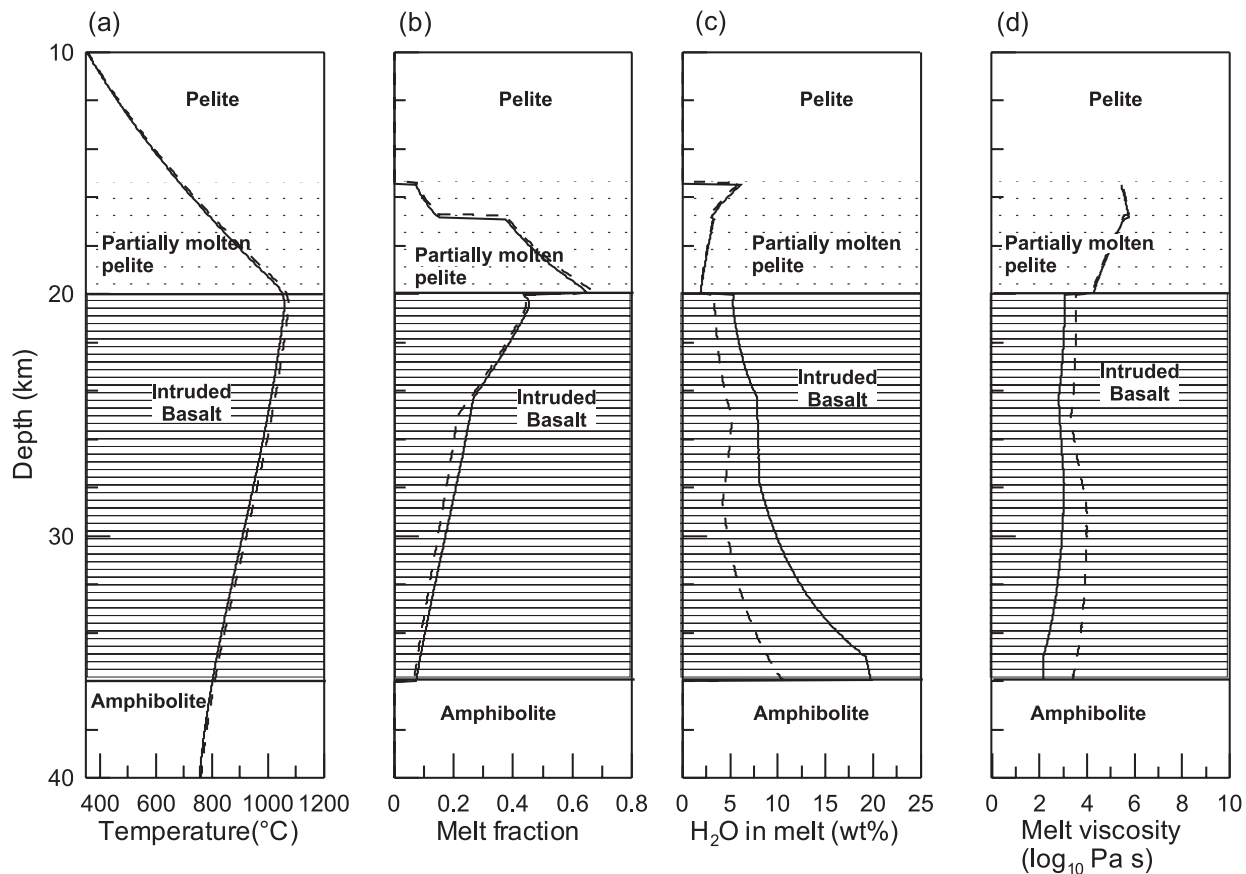 (a)
(b)
(c)
(d)
10
20
30
40
Depth (km)
Pelite
Partially molten
pelite
Intruded
Basalt
Amphibolite
400 600 800 1000 1200
Temperature(°C)
Pelite
Partially molten
pelite
Intruded
Basalt
Amphibolite
0 0.2 0.4 0.6 0.8
Melt fraction
Pelite
Partially molten
pelite
Intruded
Basalt
Amphibolite
0 5 10 15 20 25
H₂O in melt (wt%)
Pelite
Partially molten
pelite
Intruded
Basalt
Amphibolite
0 2 4 6 8 10
Melt viscosity
(log₁₀ Pa s)